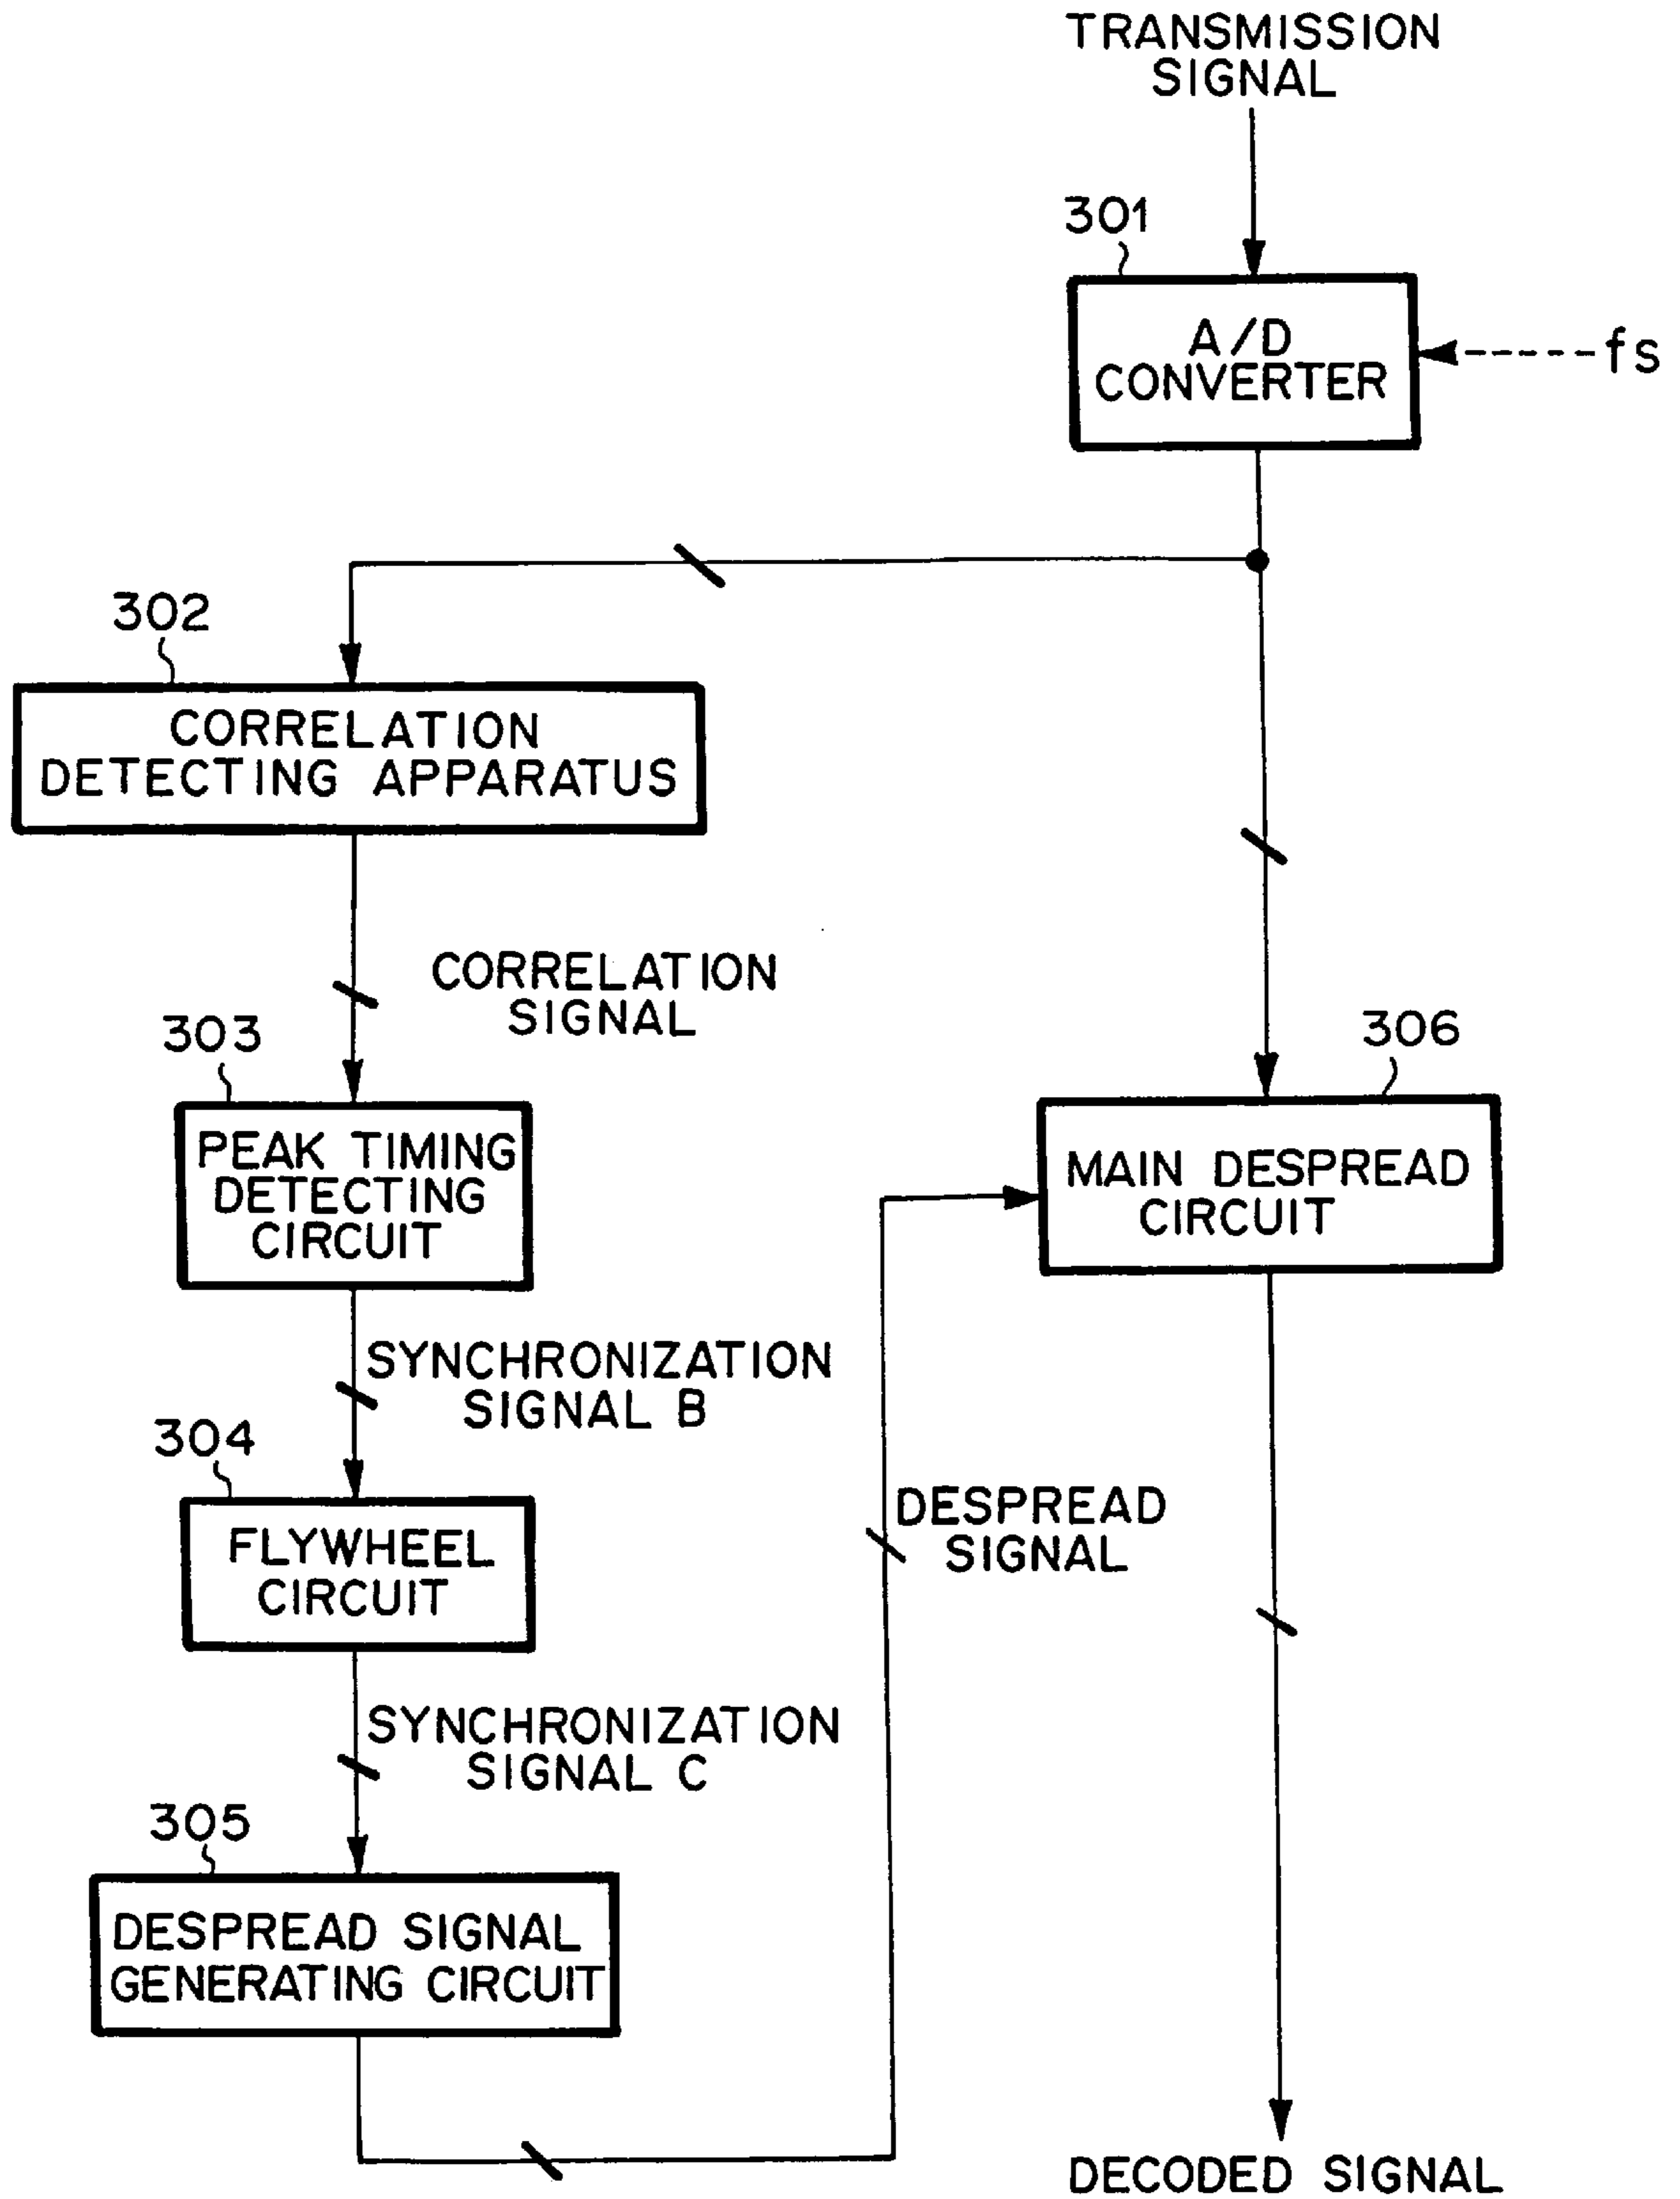 TRANSMISSION
SIGNAL
301
A/D
CONVERTER
fs
302
CORRELATION
DETECTING APPARATUS
CORRELATION
SIGNAL
303
306
PEAK TIMING
DETECTING
CIRCUIT
MAIN DESPREAD
CIRCUIT
SYNCHRONIZATION
SIGNAL B
304
DESPREAD
SIGNAL
FLYWHEEL
CIRCUIT
SYNCHRONIZATION
SIGNAL C
305
DESPREAD SIGNAL
GENERATING CIRCUIT
DECODED SIGNAL